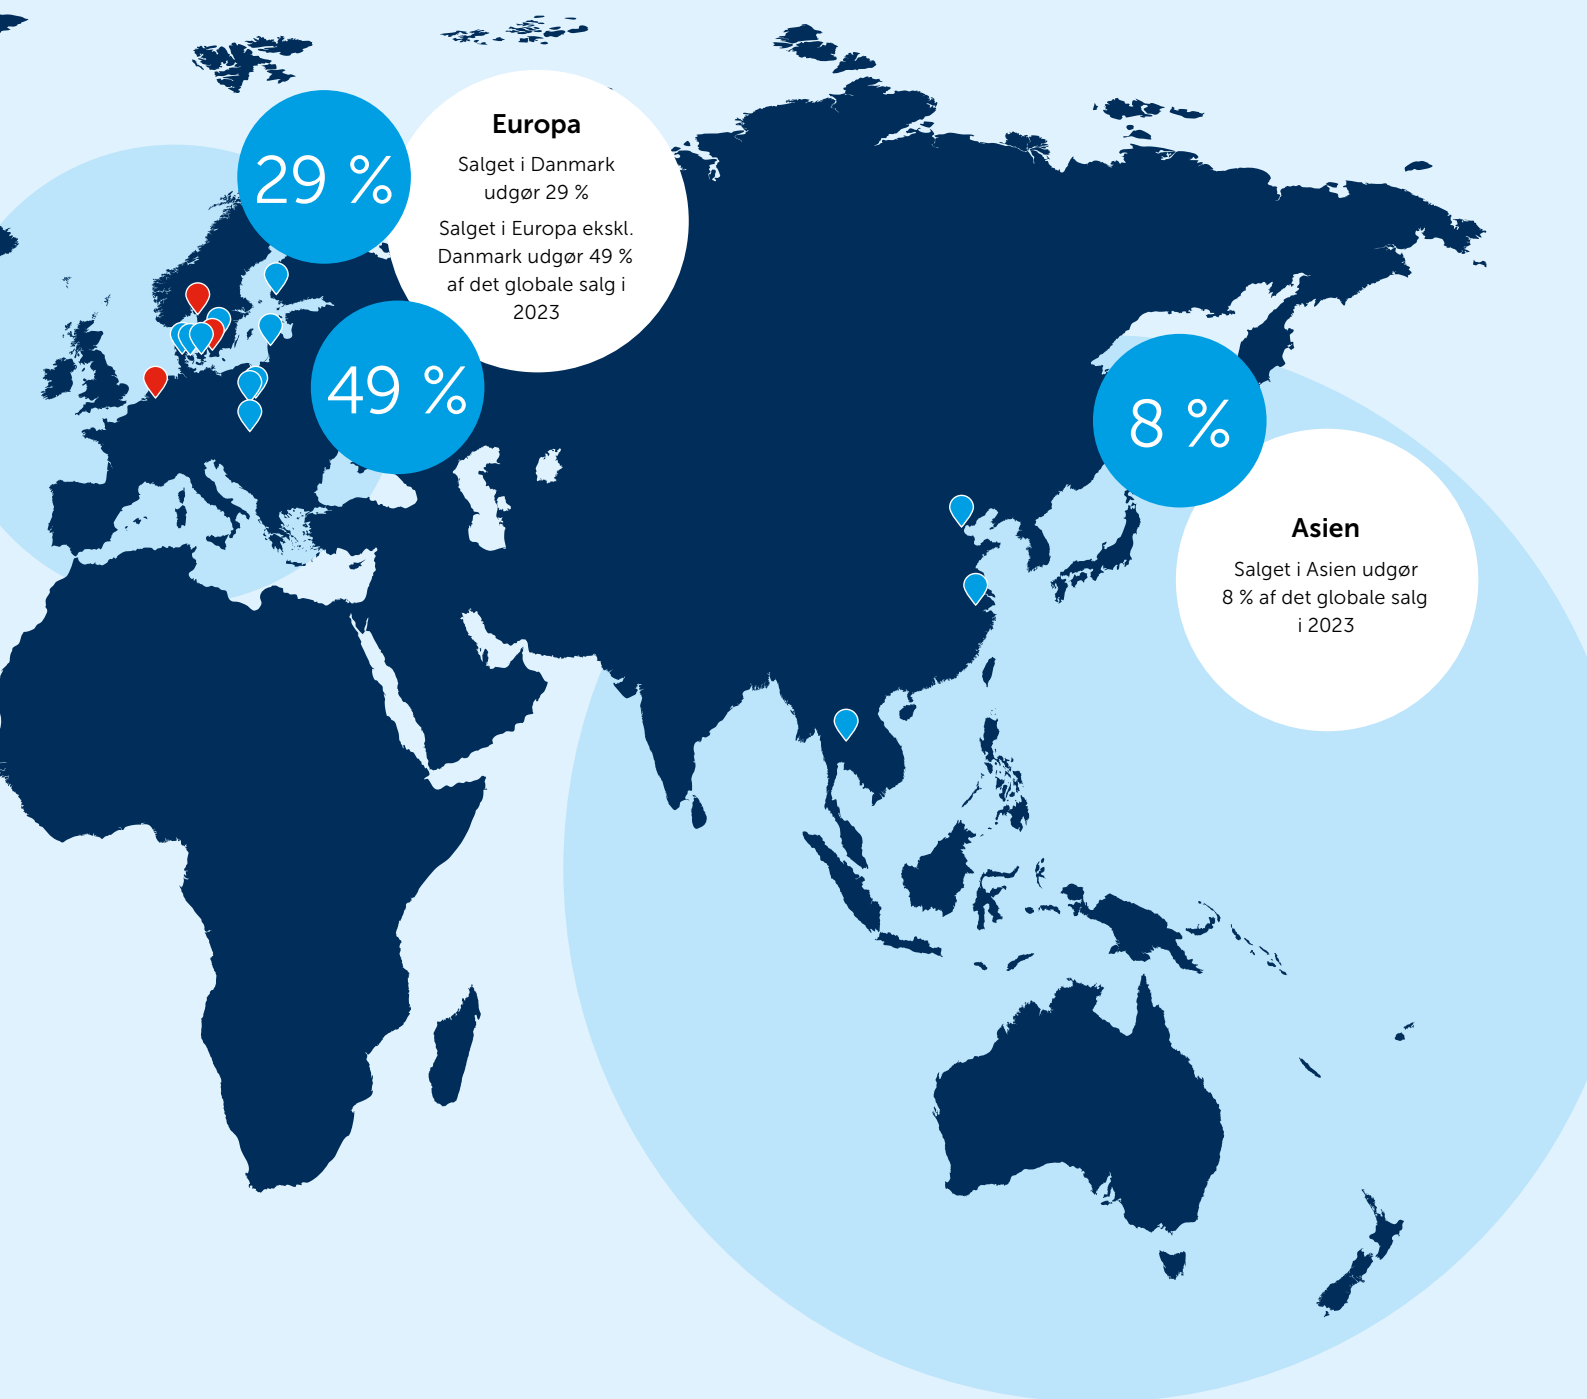 29 %
Europa
Salget i Danmark
udgør 29 %
Salget i Europa ekskl.
Danmark udgør 49 %
af det globale salg i
2023
49 %
8 %
Asien
Salget i Asien udgør
8 % af det globale salg
i 2023